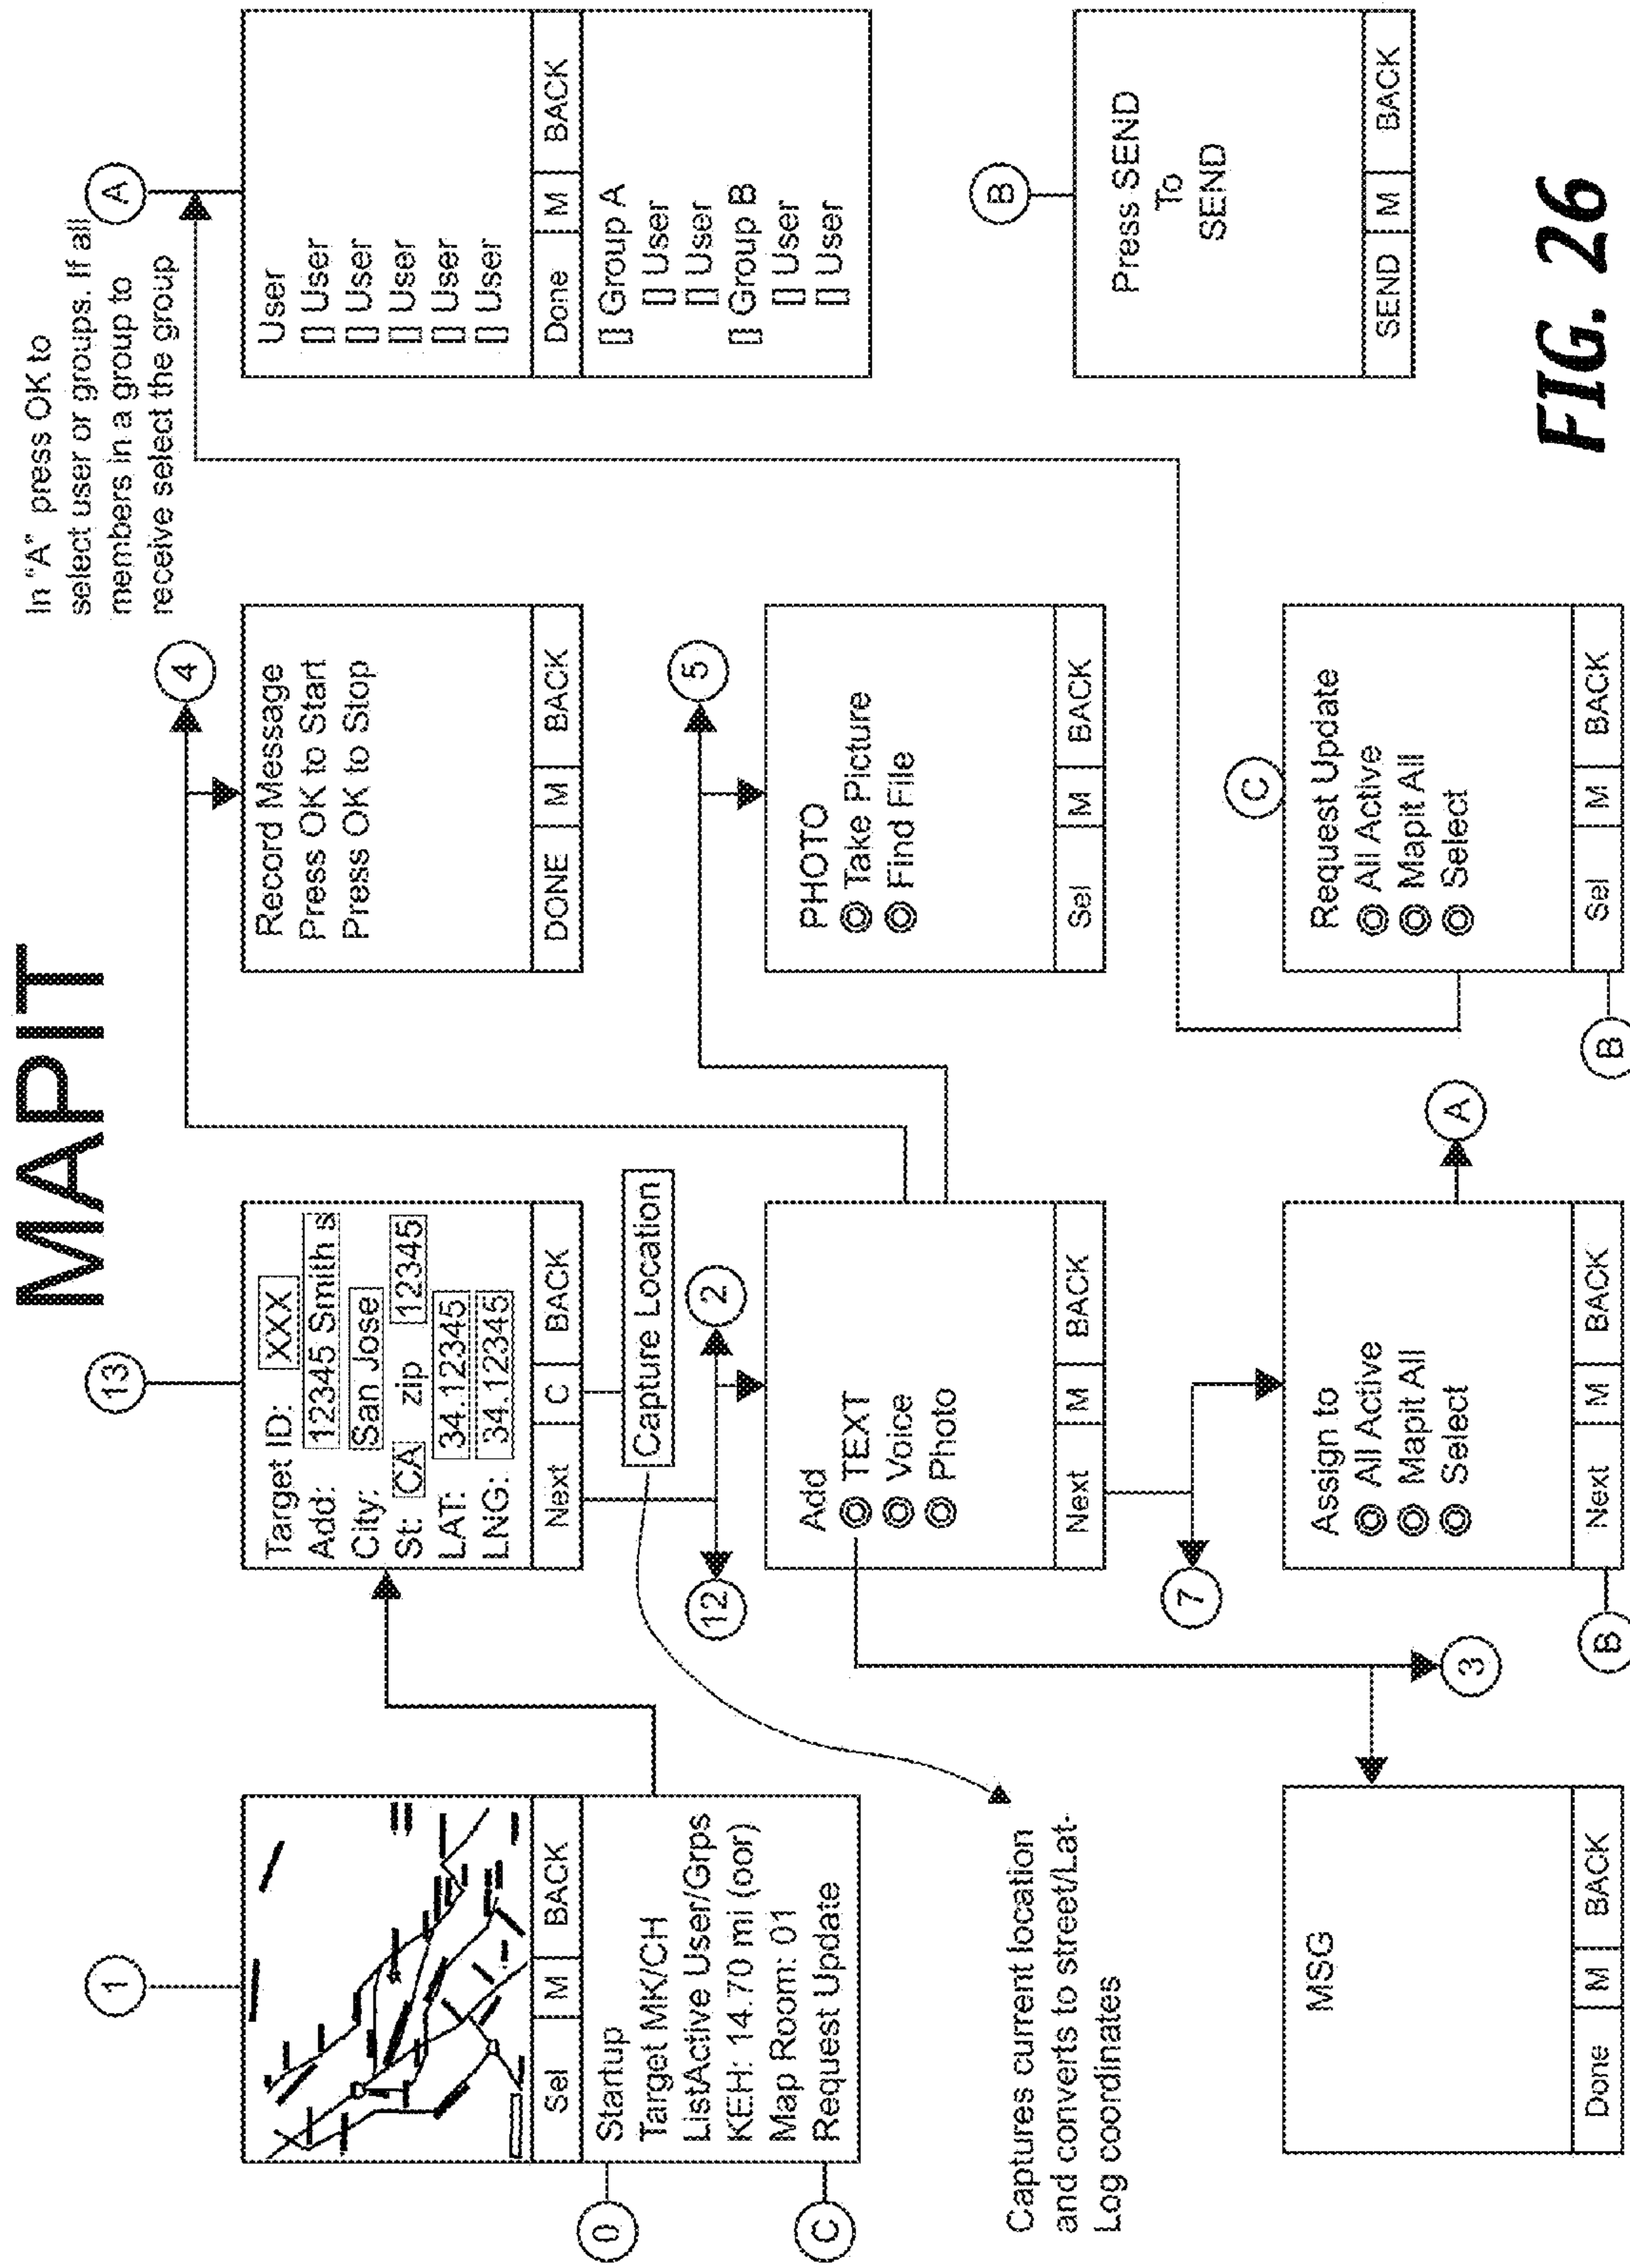 MAPIT
1
Sel M BACK
0
Startup
Target MK/CH
ListActive User/Grps
KEH: 14.70 mi (oor)
Map Room: 01
Request Update
C
Captures current location
and converts to street/Lat-
Log coordinates
MSG
Done M BACK
13
Target ID: XXX
Add: 12345 Smith s
City: San Jose
St: CA zip 12345
LAT: 34.12345
LNG: 34.12345
Next C BACK
Capture Location
12
2
Add
TEXT
Voice
Photo
Next M BACK
7
3
Assign to
All Active
Mapit All
Select
Next M BACK
B
A
4
Record Message
Press OK to Start
Press OK to Stop
DONE M BACK
5
PHOTO
Take Picture
Find File
Sel M BACK
C
Request Update
All Active
Mapit All
Select
Sel M BACK
B
In "A" press OK to
select user or groups. If all
members in a group to
receive select the group
A
User
[] User
[] User
[] User
[] User
[] User
Done M BACK
[] Group A
[] User
[] User
[] Group B
[] User
[] User
B
Press SEND
To
SEND
SEND M BACK
FIG. 26